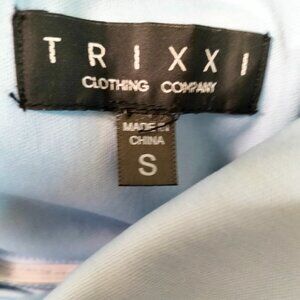 TRIXXI
CLOTHING COMPANY
MADE IN
CHINA
S